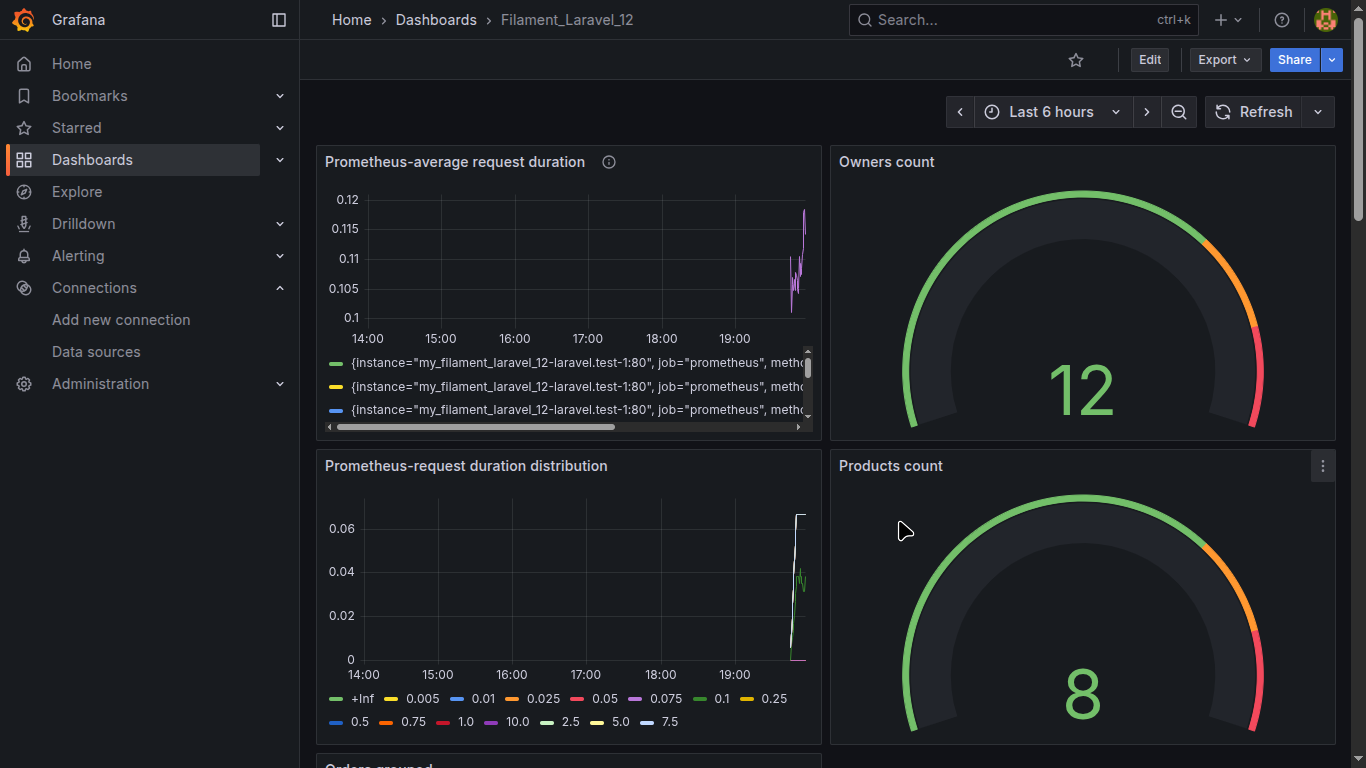 Grafana
Home
Bookmarks
Starred
Dashboards
Explore
Drilldown
Alerting
Connections
Add new connection
Data sources
Administration
Home › Dashboards › Filament_Laravel_12
Search... ctrl+k
Edit Export Share
Last 6 hours Refresh
Prometheus-average request duration
0.12
0.115
0.11
0.105
0.1
14:00 15:00 16:00 17:00 18:00 19:00
{instance="my_filament_laravel_12-laravel.test-1:80", job="prometheus", metho
{instance="my_filament_laravel_12-laravel.test-1:80", job="prometheus", metho
{instance="my_filament_laravel_12-laravel.test-1:80", job="prometheus", metho
Owners count
12
Prometheus-request duration distribution
0.06
0.04
0.02
0
14:00 15:00 16:00 17:00 18:00 19:00
+Inf 0.005 0.01 0.025 0.05 0.075 0.1 0.25
0.5 0.75 1.0 10.0 2.5 5.0 7.5
Products count
8
Orders grouped